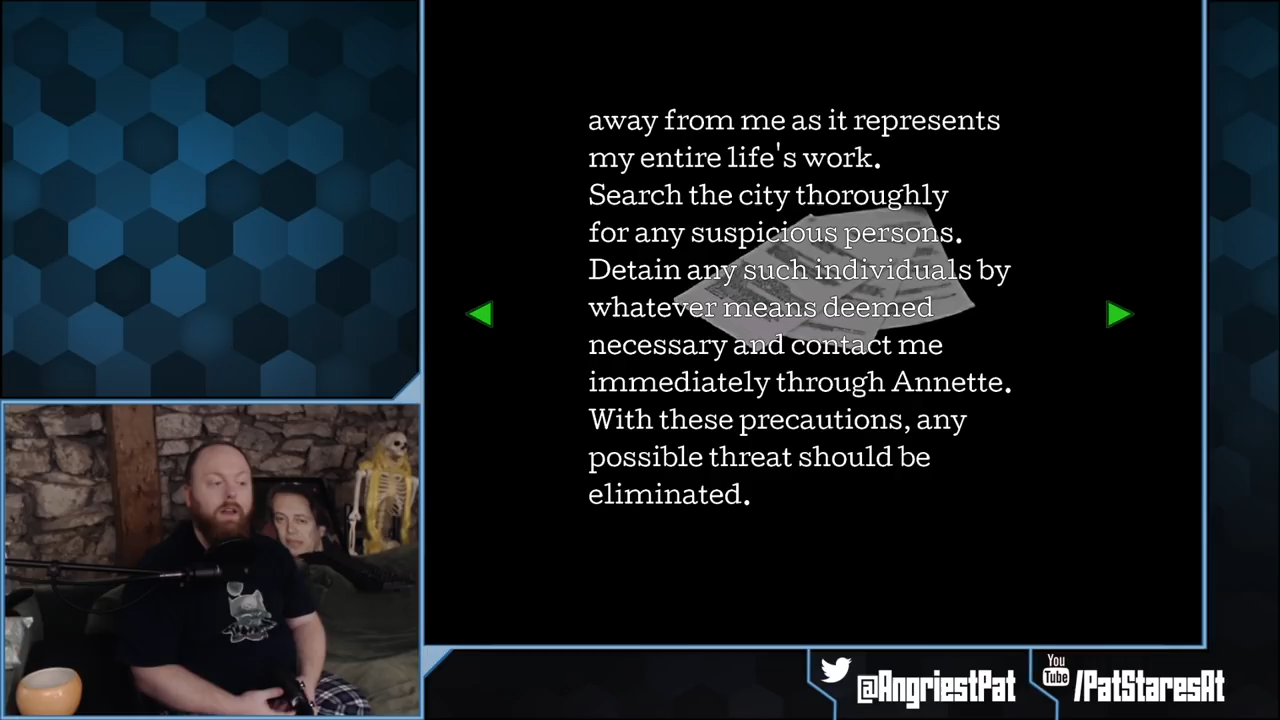 away from me as it represents
my entire life's work.
Search the city thoroughly
for any suspicious persons.
Detain any such individuals by
whatever means deemed
necessary and contact me
immediately through Annette.
With these precautions, any
possible threat should be
eliminated.
@AngriestPat
You
Tube
/PatStaresAt